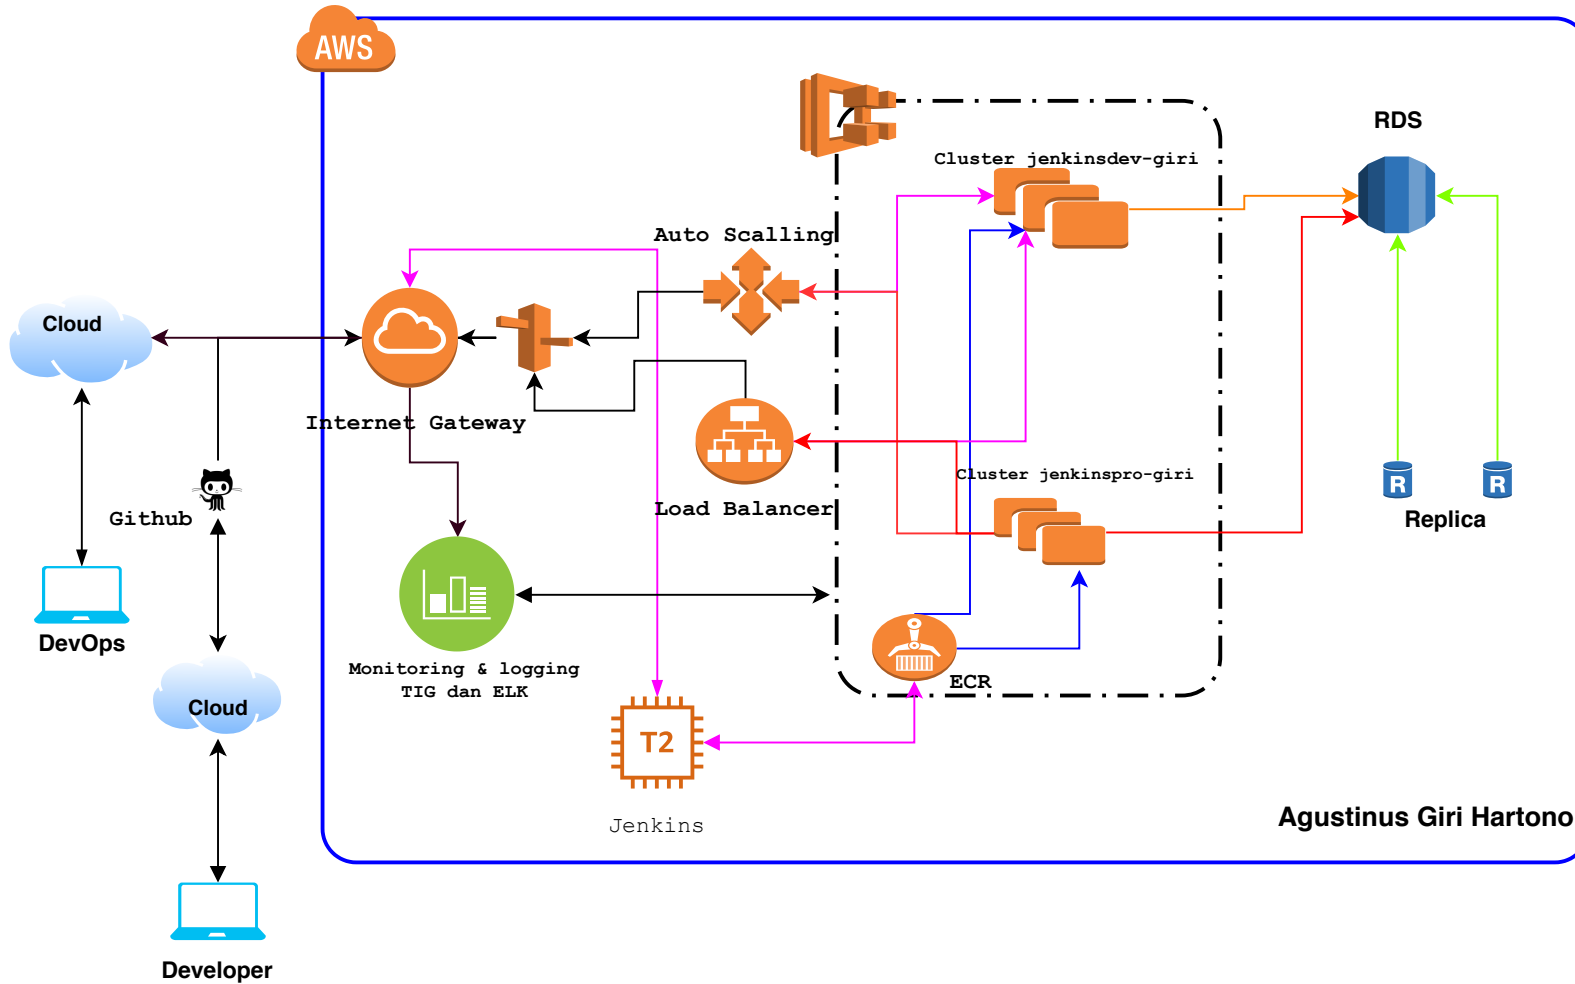 AWS
RDS
Cluster jenkinsdev-giri
Auto Scalling
Cloud
Internet Gateway
Cluster jenkinspro-giri
R
R
Load Balancer
Github
Replica
DevOps
Monitoring & logging
TIG dan ELK
ECR
Cloud
T2
Jenkins
Agustinus Giri Hartono
Developer